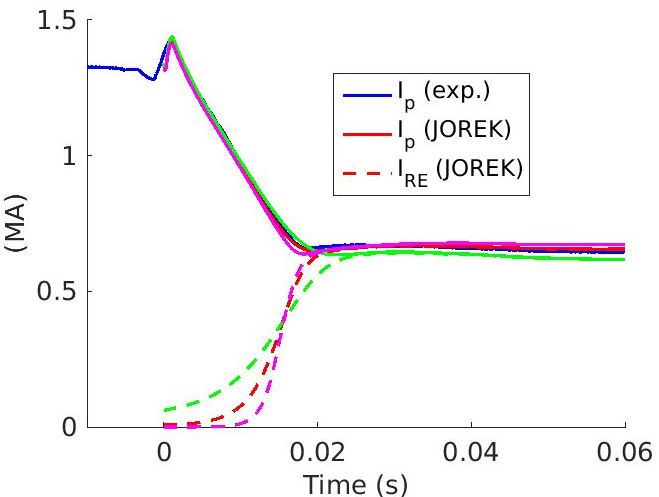 1.5
1
0.5
0
(MA)
I_p (exp.)
I_p (JOREK)
I_RE (JOREK)
0
0.02
0.04
0.06
Time (s)